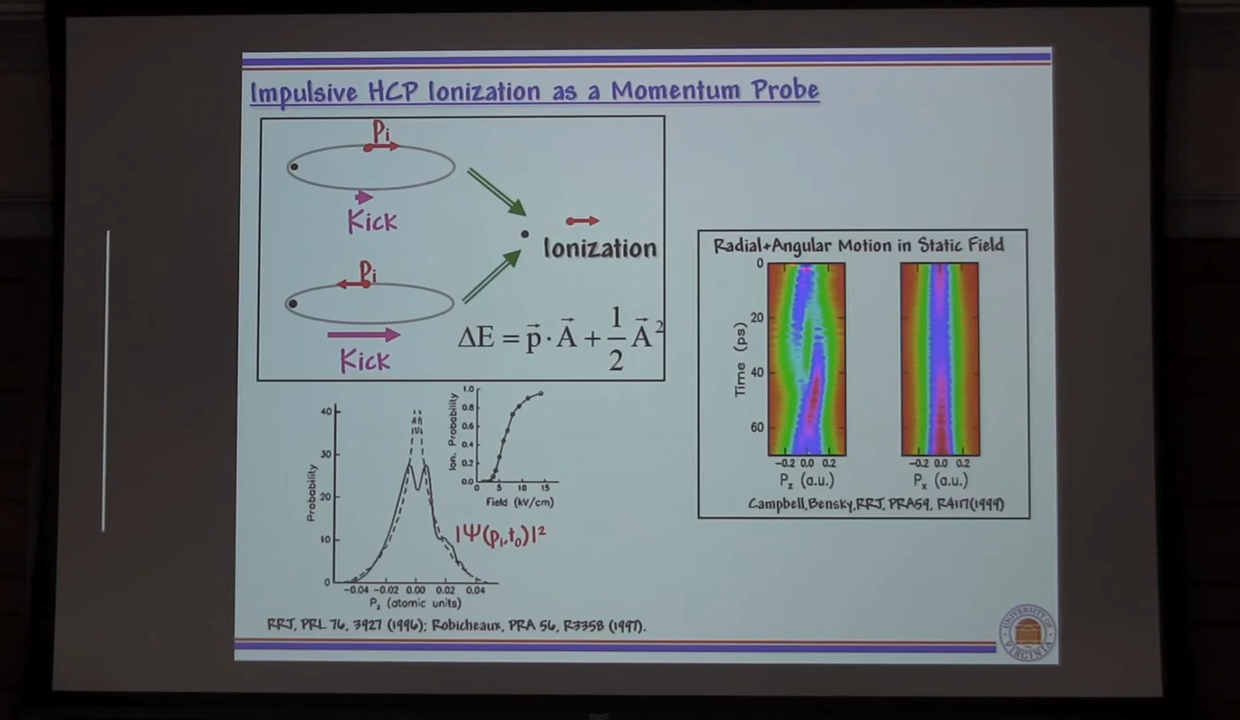 Impulsive HCP Ionization as a Momentum Probe
Pi
Kick
Ionization
Pi
Kick
ΔE = p⃗ · A⃗ + 1/2 A⃗²
Radial+Angular Motion in Static Field
Time (ps)
0
20
40
60
-0.2 0.0 0.2
Pz (a.u.)
-0.2 0.0 0.2
Px (a.u.)
Campbell,Bensky,RRJ, PRA59, R4117(1999)
Probability
40
30
20
10
0
-0.04 -0.02 0.00 0.02 0.04
Pz (atomic units)
Ion. Probability
1.0
0.8
0.6
0.4
0.2
0.0
0 5 10 15
Field (kV/cm)
|Ψ(p,,t₀)|²
RRJ, PRL 76, 3927 (1996); Robicheaux, PRA 56, R3358 (1997).
UNIVERSITY OF
VIRGINIA